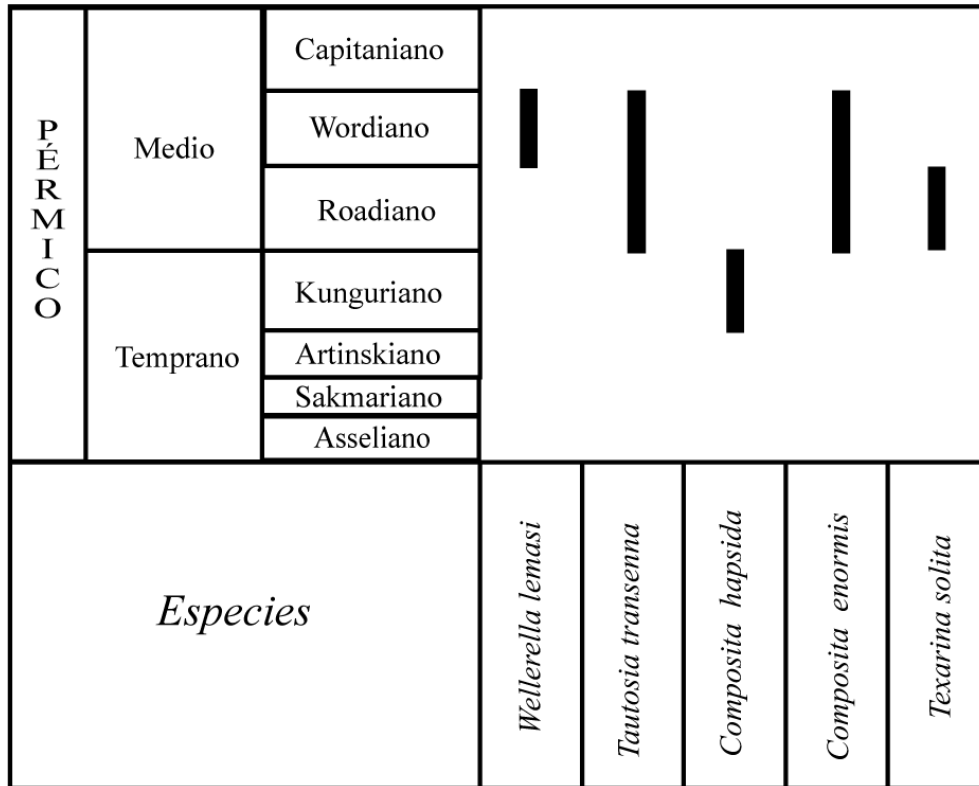 PÉRMICO
Medio
Temprano
Capitaniano
Wordiano
Roadiano
Kunguriano
Artinskiano
Sakmariano
Asseliano
Especies
Wellerella lemasi
Tautosia transenna
Composita hapsida
Composita enormis
Texarina solita